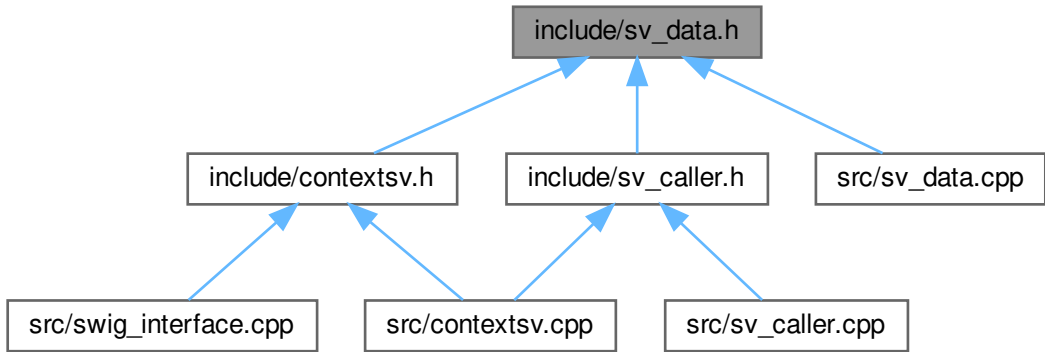 include/sv_data.h
include/contextsv.h
include/sv_caller.h
src/sv_data.cpp
src/swig_interface.cpp
src/contextsv.cpp
src/sv_caller.cpp